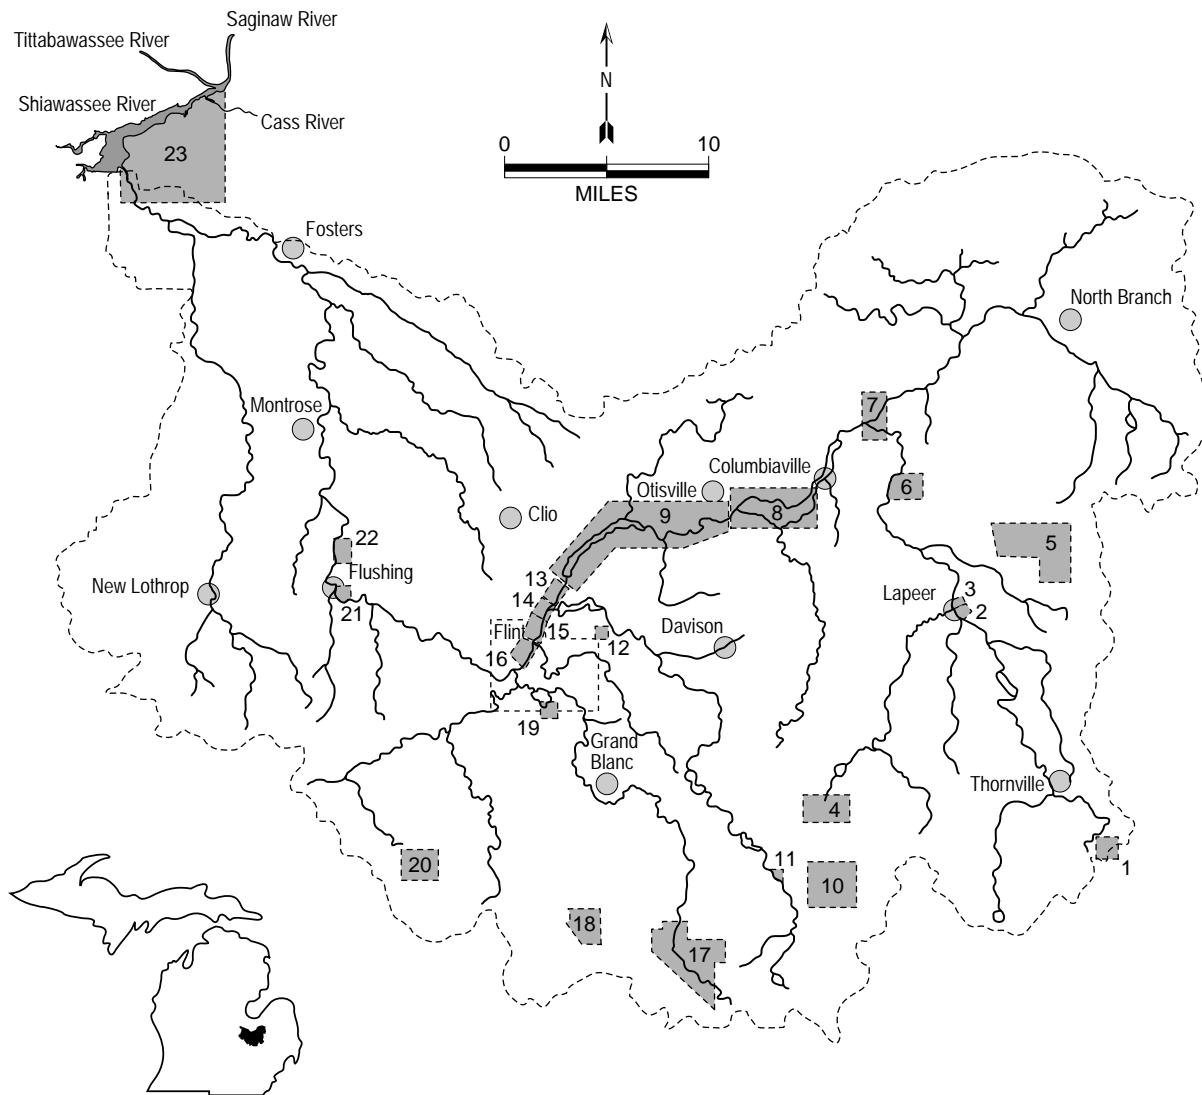 Saginaw River
Tittabawassee River
N
Shiawassee River
Cass River
0
10
23
MILES
Fosters
North Branch
Montrose
7
Columbiaville
Otisville
6
9
8
Clio
22
5
Flushing
13
New Lothrop
3
14
Lapeer
21
2
Flint
15
Davison
12
16
19
Grand
Blanc
Thornville
4
11
20
10
1
18
17